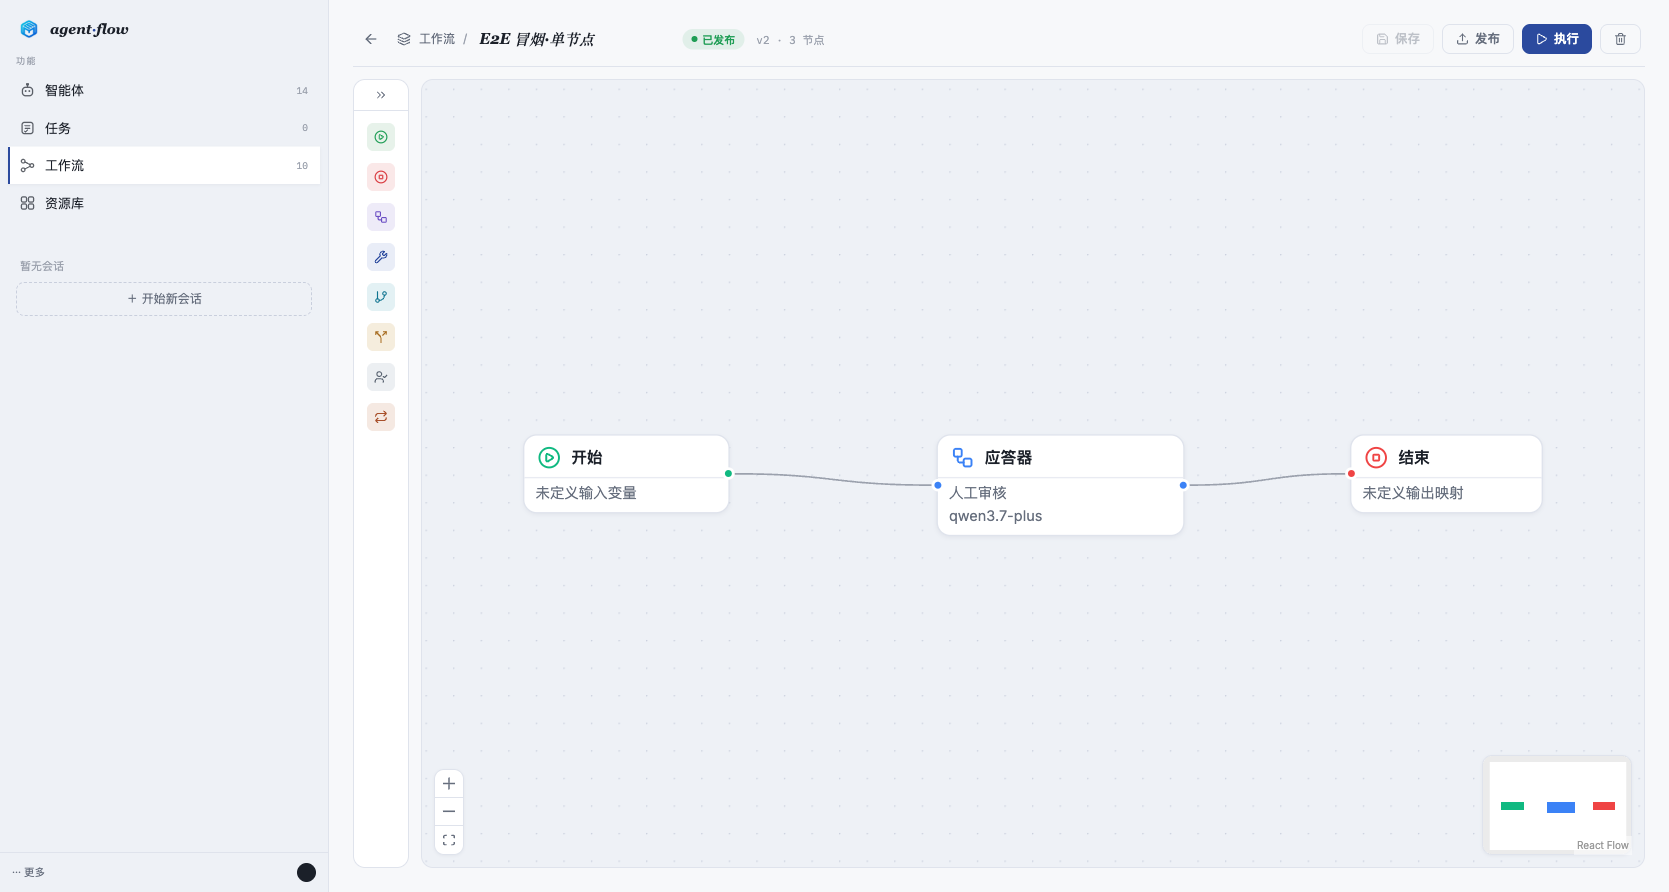 agent·flow
功能
智能体 14
任务 0
工作流 10
资源库
暂无会话
+ 开始新会话
··· 更多
工作流 / E2E 冒烟·单节点
已发布
v2 · 3 节点
保存
发布
执行
开始
未定义输入变量
应答器
人工审核
qwen3.7-plus
结束
未定义输出映射
React Flow